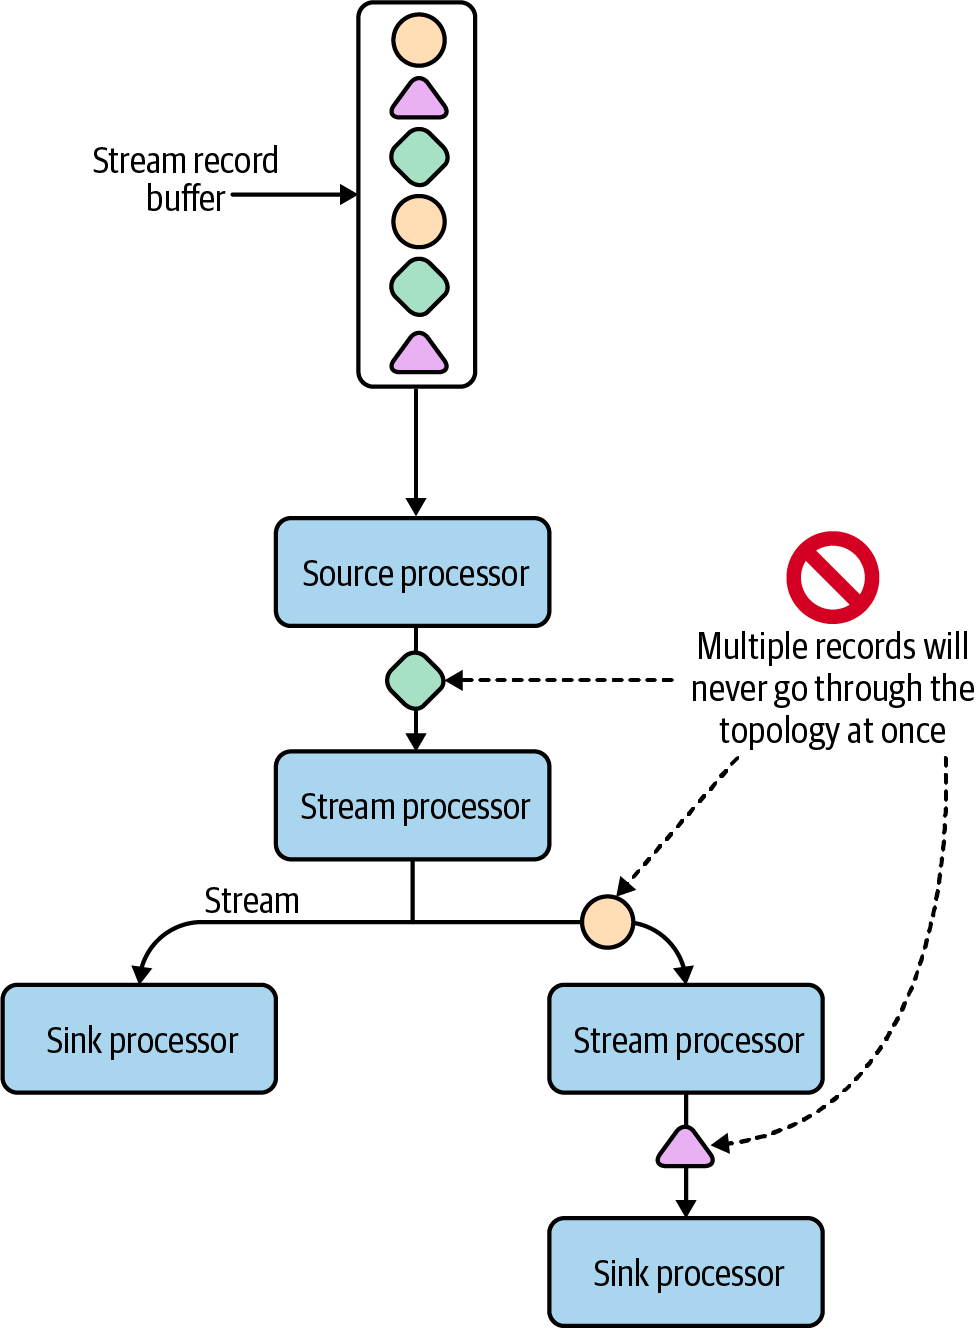 Stream record
buffer
Source processor
Multiple records will
never go through the
topology at once
Stream processor
Stream
Sink processor
Stream processor
Sink processor